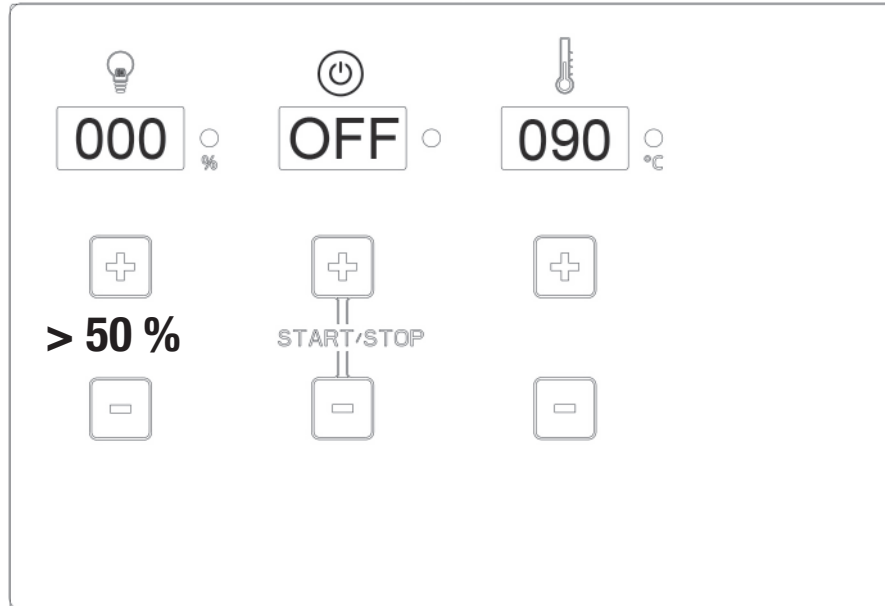 000 % OFF 090 °C
+ + +
> 50 % START/STOP
- - -